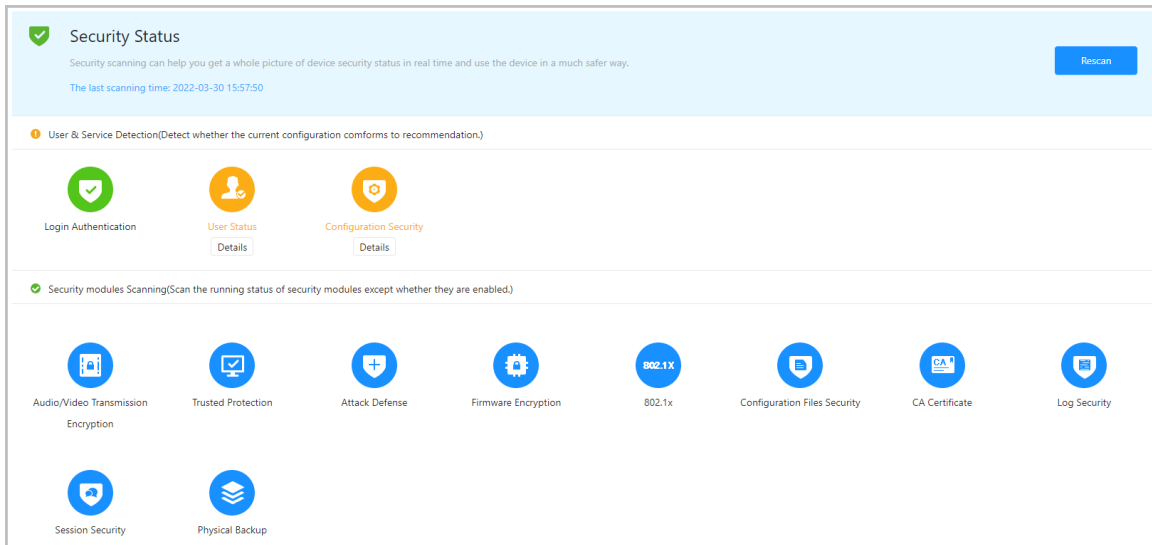 Security Status
Security scanning can help you get a whole picture of device security status in real time and use the device in a much safer way.
Rescan
The last scanning time: 2022-03-30 15:57:50
User & Service Detection(Detect whether the current configuration comforms to recommendation.)
Login Authentication
User Status
Configuration Security
Details
Details
Security modules Scanning(Scan the running status of security modules except whether they are enabled.)
802.1X
CA
Audio/Video Transmission
Encryption
Trusted Protection
Attack Defense
Firmware Encryption
802.1x
Configuration Files Security
CA Certificate
Log Security
Session Security
Physical Backup